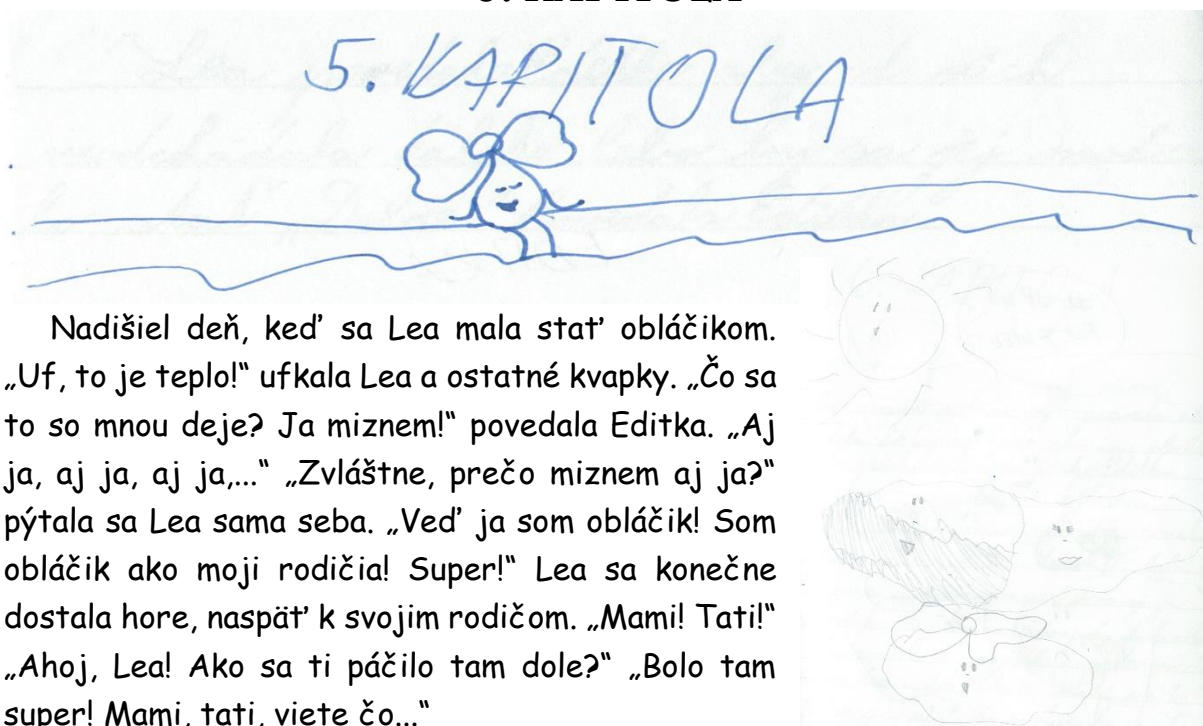 5. KAPITOLA
5. KAPITOLA
Nadišiel deň, keď sa Lea mala stať obláčikom.
„Uf, to je teplo!“ ufkala Lea a ostatné kvapky. „Čo sa
to so mnou deje? Ja miznem!“ povedala Editka. „Aj
ja, aj ja, aj ja,...“ „Zvláštne, prečo miznem aj ja?“
pýtala sa Lea sama seba. „Veď ja som obláčik! Som
obláčik ako moji rodičia! Super!“ Lea sa konečne
dostala hore, naspäť k svojim rodičom. „Mami! Tati!“
„Ahoj, Lea! Ako sa ti páčilo tam dole?“ „Bolo tam
super! Mami, tati, viete čo...“